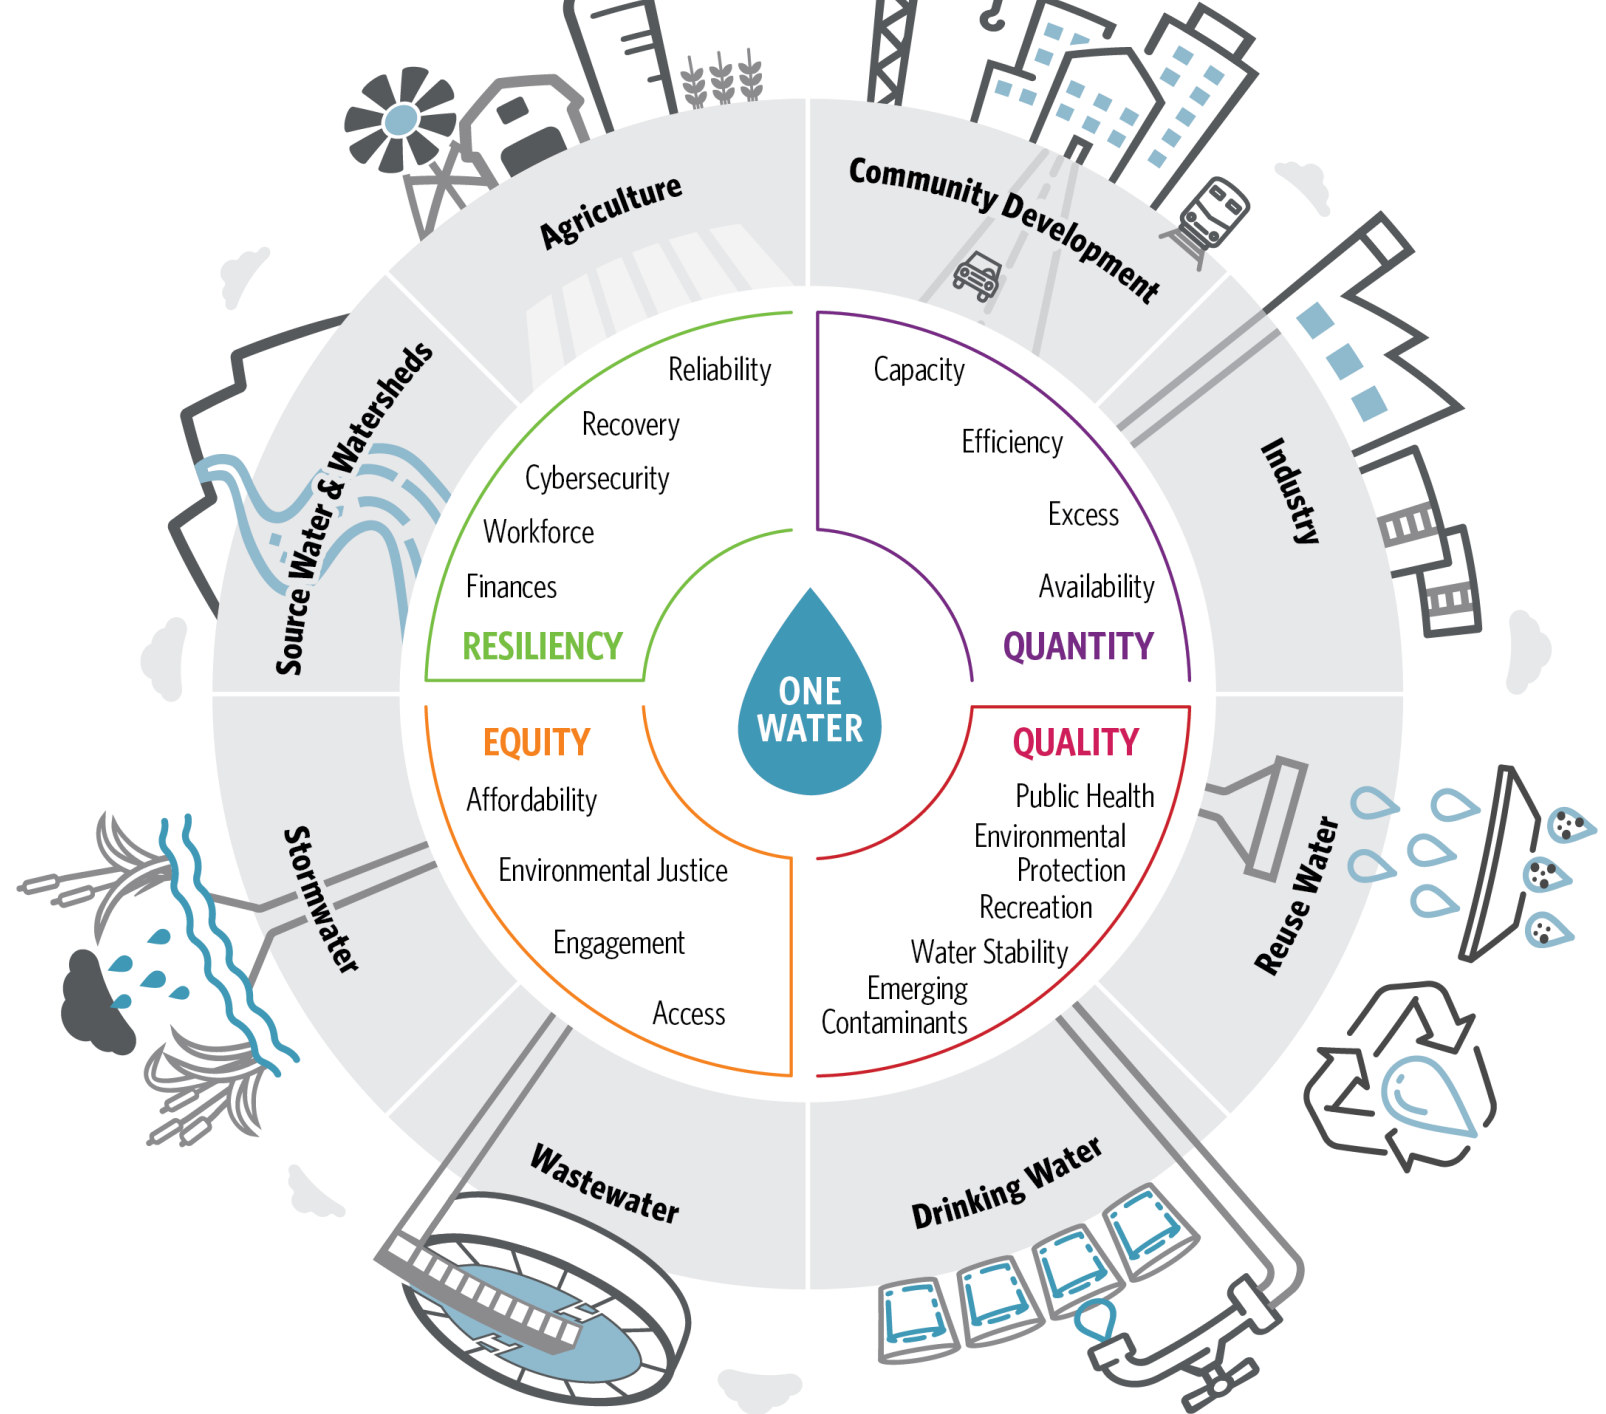 Agriculture
Community Development
Industry
Reuse Water
Drinking Water
Wastewater
Stormwater
Source Water & Watersheds
Reliability
Recovery
Cybersecurity
Workforce
Finances
RESILIENCY
Capacity
Efficiency
Excess
Availability
QUANTITY
ONE
WATER
EQUITY
Affordability
Environmental Justice
Engagement
Access
QUALITY
Public Health
Environmental
Protection
Recreation
Water Stability
Emerging
Contaminants